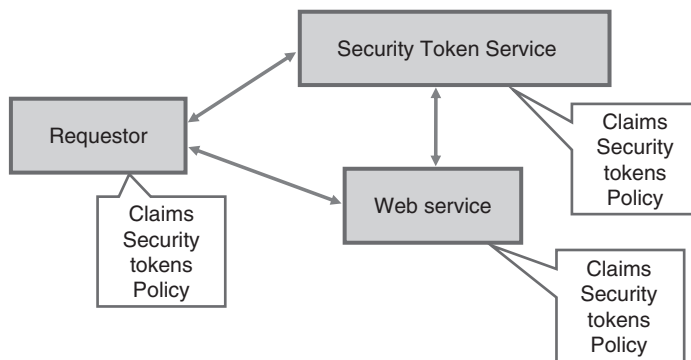 Security Token Service
Requestor
Claims
Security
tokens
Policy
Web service
Claims
Security
tokens
Policy
Claims
Security
tokens
Policy